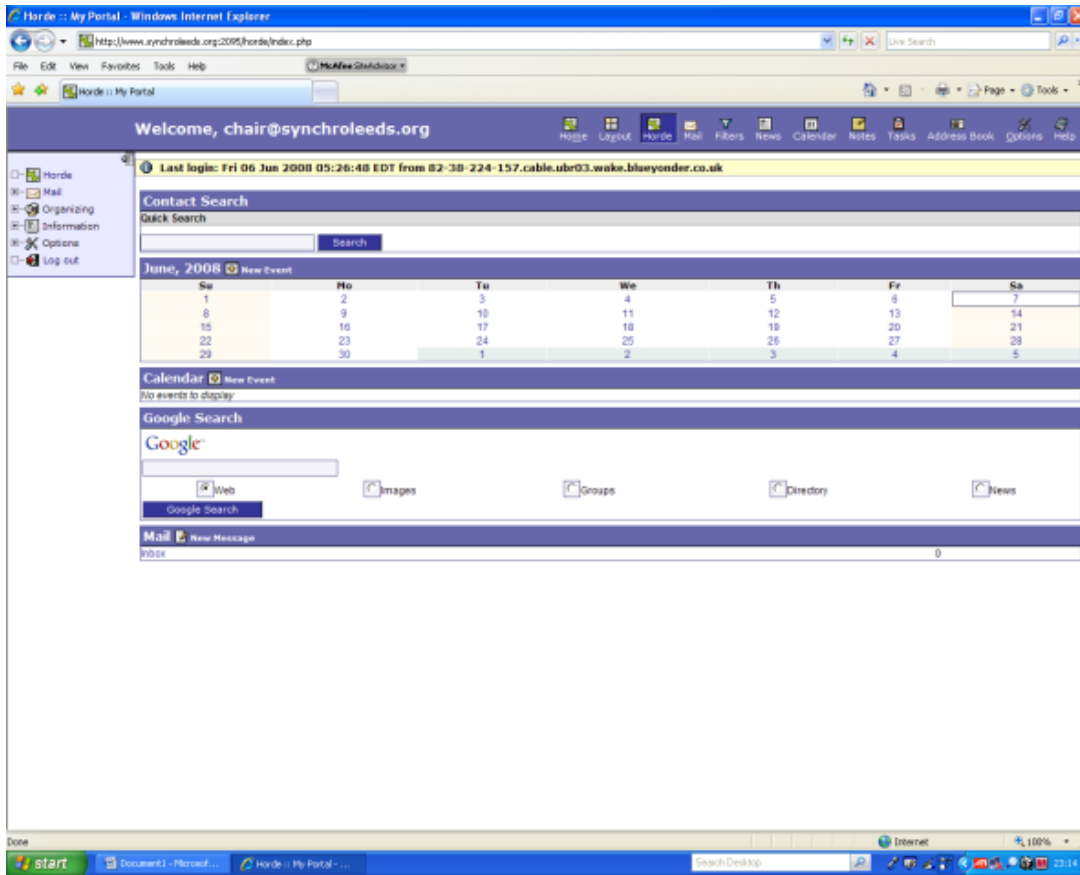 Horde :: My Portal - Windows Internet Explorer
http://www.synchroleeds.org:2095/horde/index.php
Live Search
File Edit View Favorites Tools Help
McAfee SiteAdvisor
Horde :: My Portal
Page Tools
Welcome, chair@synchroleeds.org
Home Layout Horde Mail Filters News Calendar Notes Tasks Address Book Options Help
Horde
Mail
Organizing
Information
Options
Log out
Last login: Fri 06 Jun 2008 05:26:48 EDT from 82-38-224-157.cable.ubr03.wake.blueyonder.co.uk
Contact Search
Quick Search
Search
June, 2008 New Event
Su Mo Tu We Th Fr Sa
1 2 3 4 5 6 7
8 9 10 11 12 13 14
15 16 17 18 19 20 21
22 23 24 25 26 27 28
29 30 1 2 3 4 5
Calendar New Event
No events to display
Google Search
Google
Web Images Groups Directory News
Google Search
Mail New Message
Inbox 0
Done
Internet 100%
start
Document1 - Microsof...
Horde :: My Portal - ...
Search Desktop
23:14